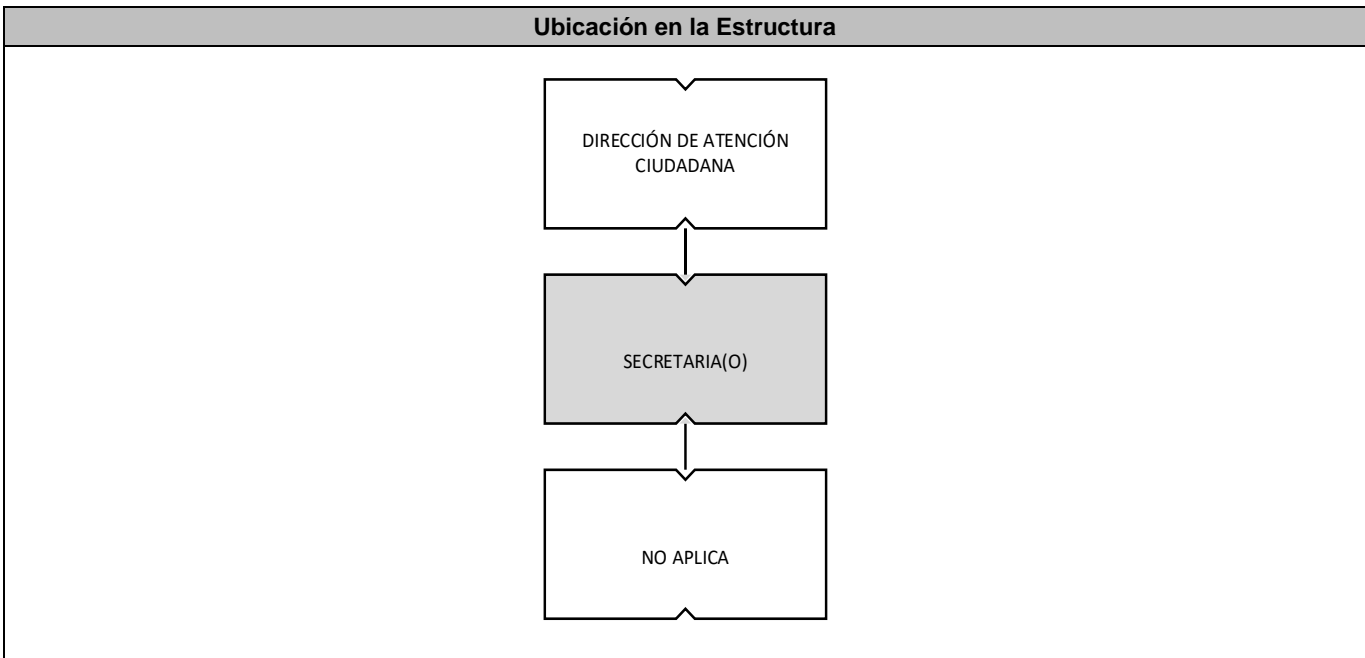 Ubicación en la Estructura
DIRECCIÓN DE ATENCIÓN
CIUDADANA
SECRETARIA(O)
NO APLICA